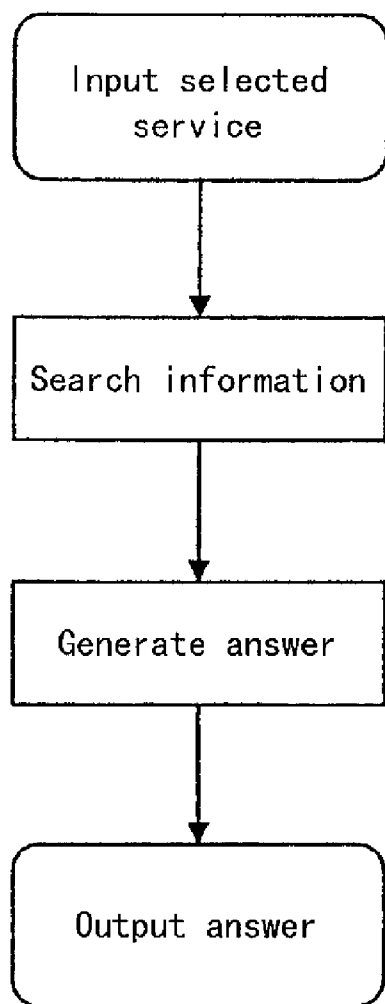 Input selected
service
Search information
Generate answer
Output answer